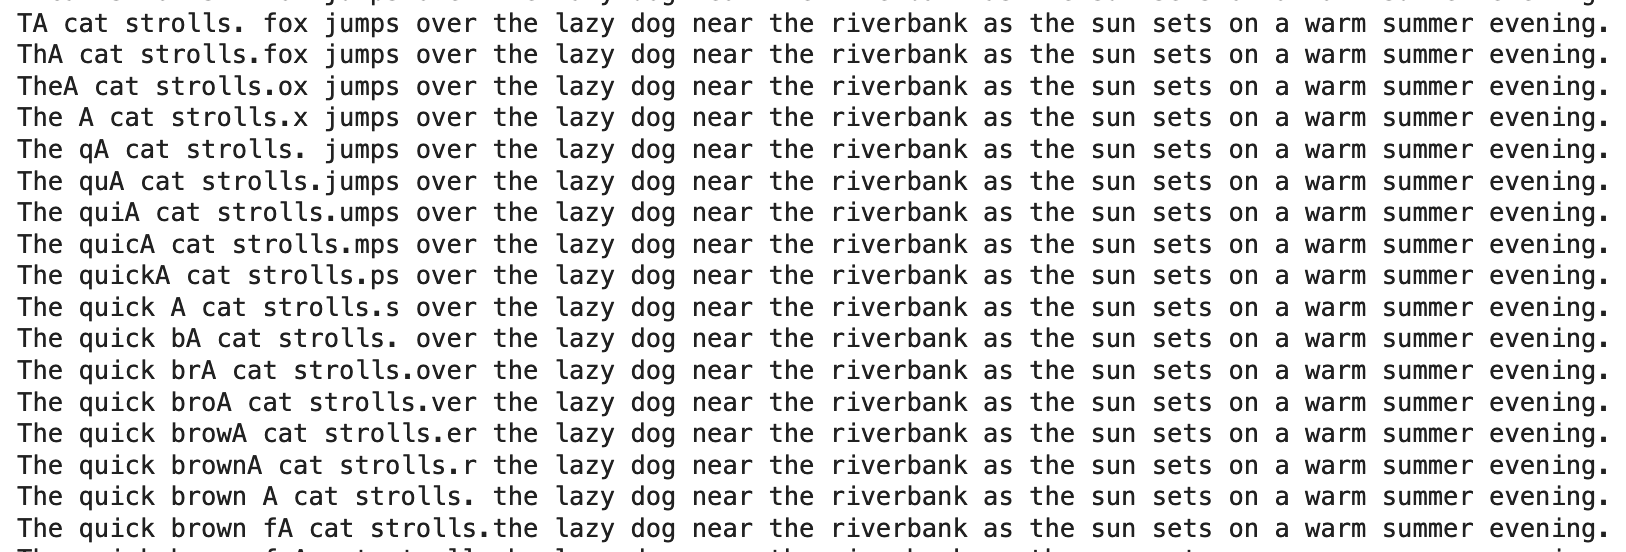 TA cat strolls. fox jumps over the lazy dog near the riverbank as the sun sets on a warm summer evening.
ThA cat strolls.fox jumps over the lazy dog near the riverbank as the sun sets on a warm summer evening.
TheA cat strolls.ox jumps over the lazy dog near the riverbank as the sun sets on a warm summer evening.
The A cat strolls.x jumps over the lazy dog near the riverbank as the sun sets on a warm summer evening.
The qA cat strolls. jumps over the lazy dog near the riverbank as the sun sets on a warm summer evening.
The quA cat strolls.jumps over the lazy dog near the riverbank as the sun sets on a warm summer evening.
The quiA cat strolls.umps over the lazy dog near the riverbank as the sun sets on a warm summer evening.
The quicA cat strolls.mps over the lazy dog near the riverbank as the sun sets on a warm summer evening.
The quickA cat strolls.ps over the lazy dog near the riverbank as the sun sets on a warm summer evening.
The quick A cat strolls.s over the lazy dog near the riverbank as the sun sets on a warm summer evening.
The quick bA cat strolls. over the lazy dog near the riverbank as the sun sets on a warm summer evening.
The quick brA cat strolls.over the lazy dog near the riverbank as the sun sets on a warm summer evening.
The quick broA cat strolls.ver the lazy dog near the riverbank as the sun sets on a warm summer evening.
The quick browA cat strolls.er the lazy dog near the riverbank as the sun sets on a warm summer evening.
The quick brownA cat strolls.r the lazy dog near the riverbank as the sun sets on a warm summer evening.
The quick brown A cat strolls. the lazy dog near the riverbank as the sun sets on a warm summer evening.
The quick brown fA cat strolls.the lazy dog near the riverbank as the sun sets on a warm summer evening.